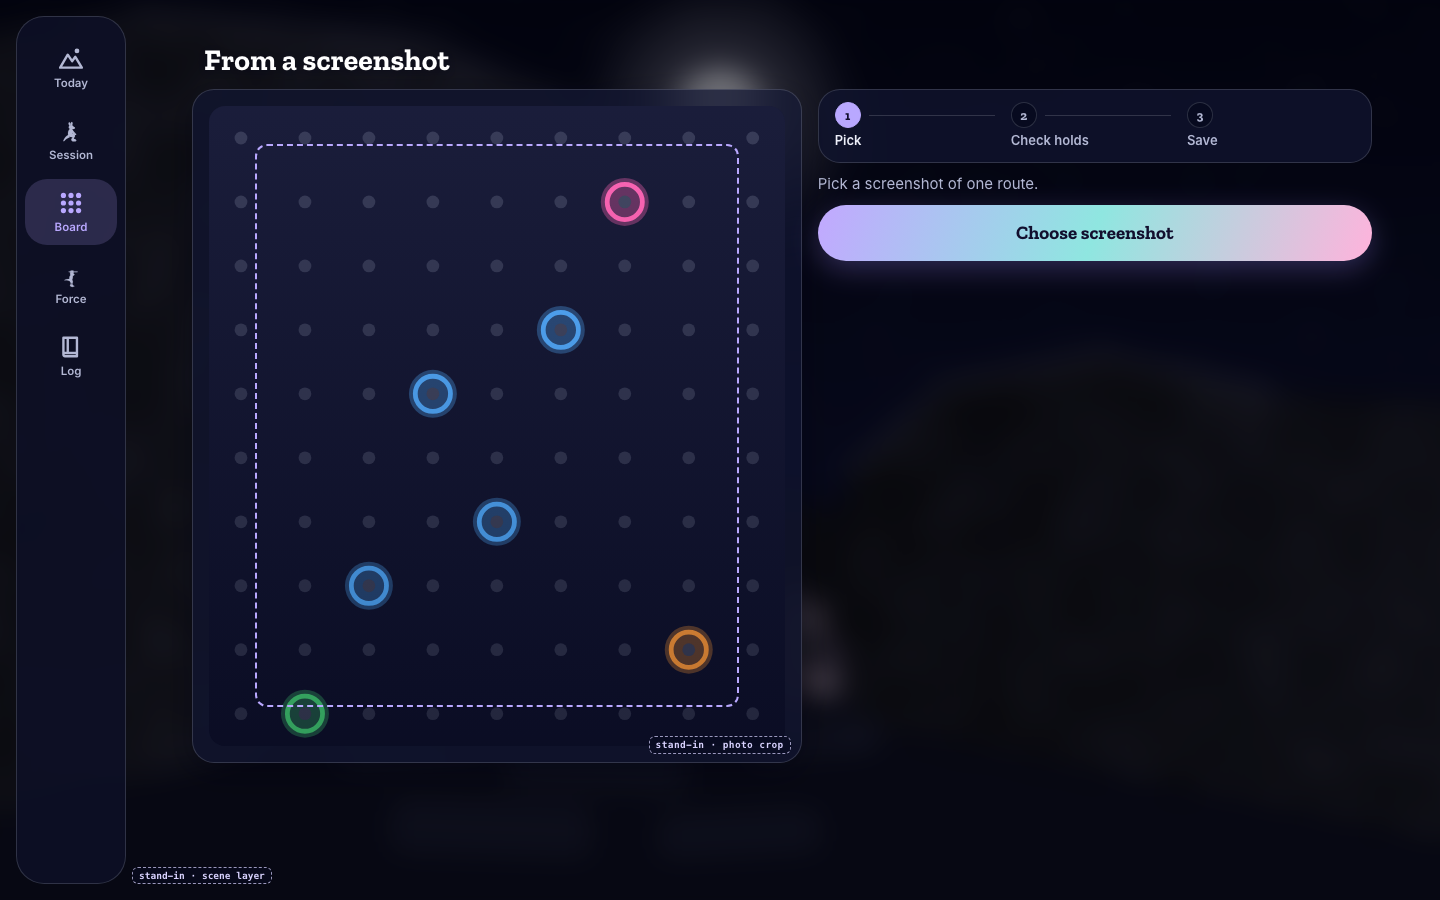 Today
Session
Board
Force
Log
From a screenshot
1
Pick
2
Check holds
3
Save
Pick a screenshot of one route.
Choose screenshot
stand-in · photo crop
stand-in · scene layer